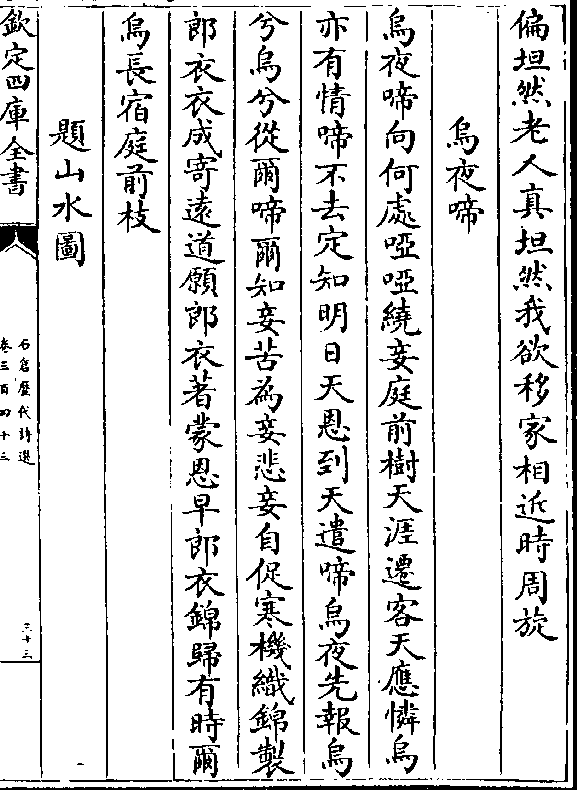 偏坦然老人真坦然我欲移家相近時周旋
烏夜啼
烏夜啼向何處啞啞繞妾庭前樹天涯遷客天應憐烏
亦有情啼不去定知明日天恩到天遣啼烏夜先報烏
兮烏兮從爾啼爾知妾苦為妾悲妾自促寒機織錦製
郎衣衣成寄遠道願郎衣著蒙恩早郎衣錦歸有時爾
烏長宿庭前枝
題山水圖
欽定四庫全書
石倉歷代詩選
卷三百四十三
三十三